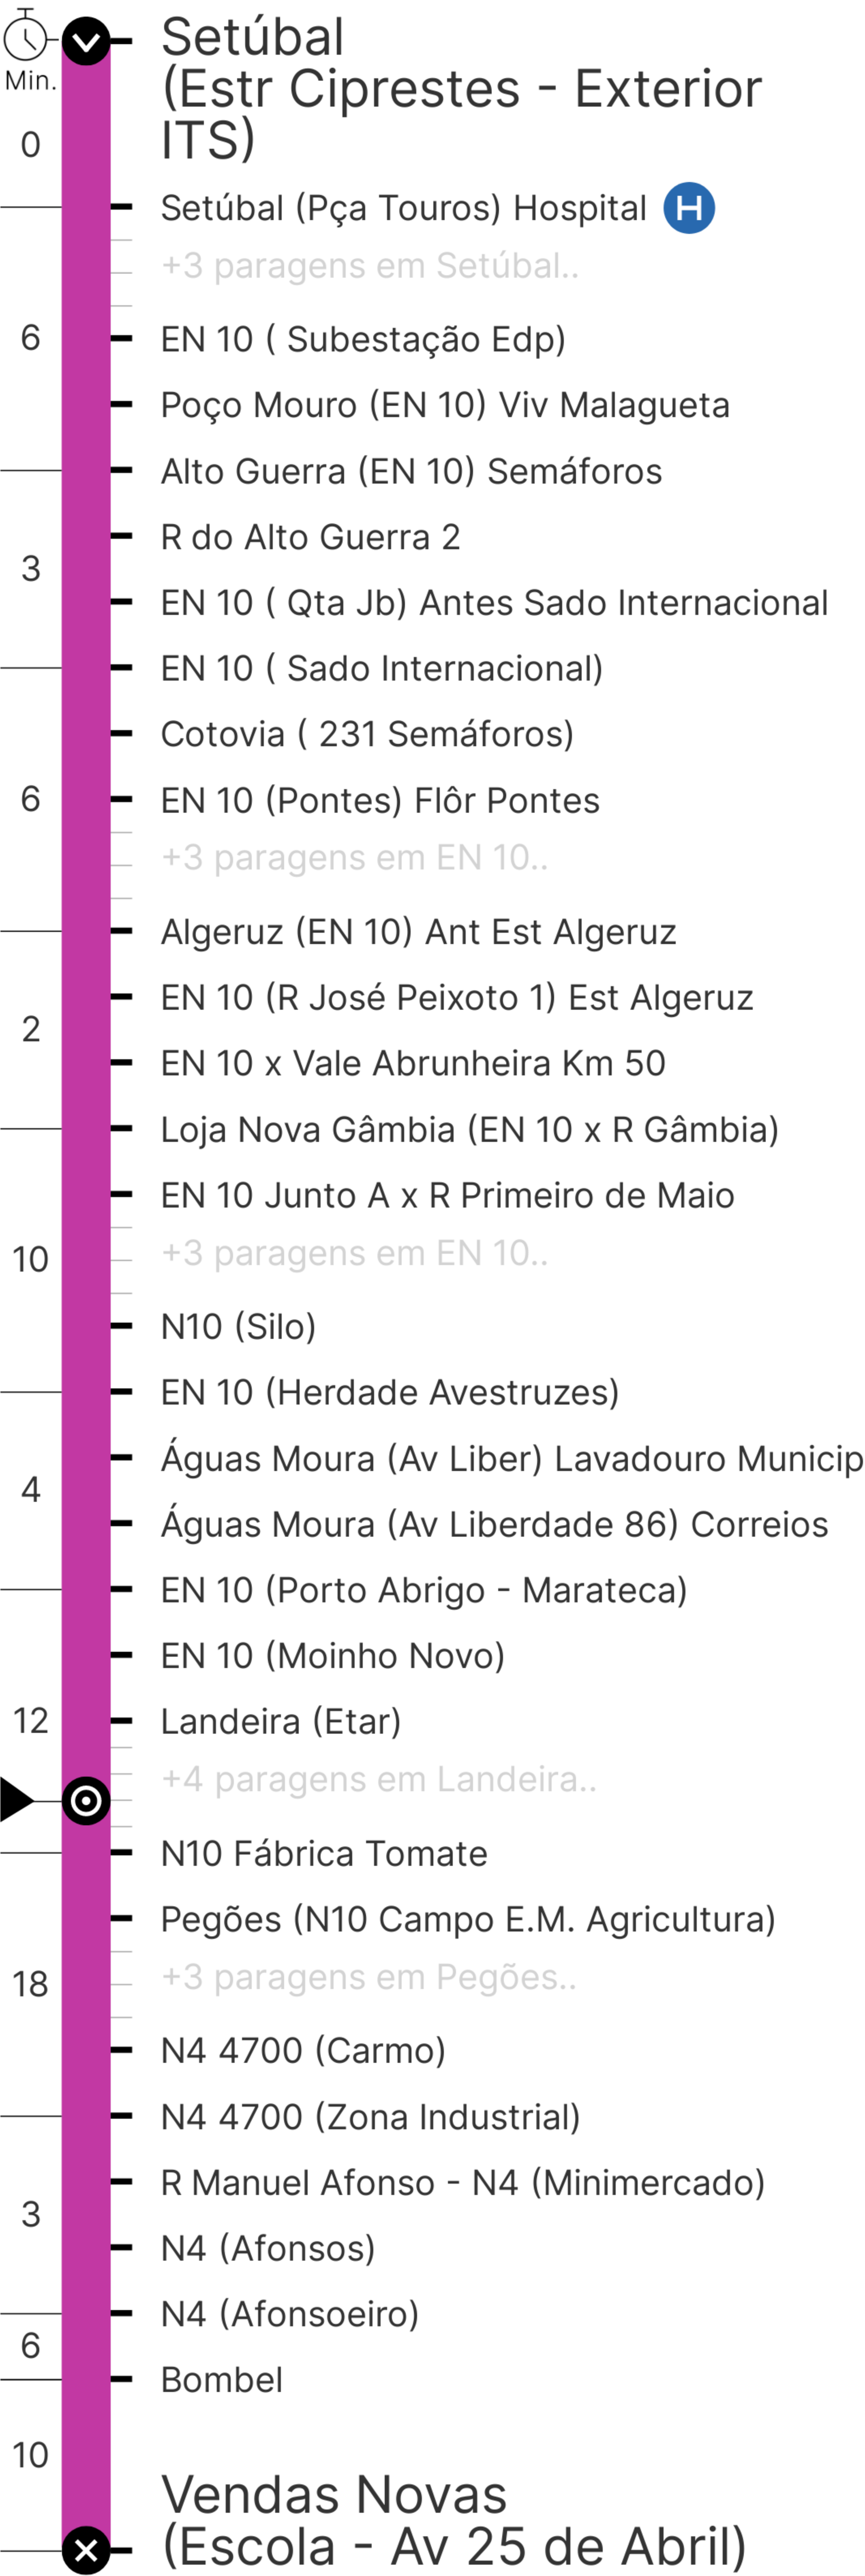 Setúbal
(Estr Ciprestes - Exterior
ITS)
Min.
0
Setúbal (Pça Touros) Hospital H
+3 paragens em Setúbal..
6
EN 10 ( Subestação Edp)
Poço Mouro (EN 10) Viv Malagueta
Alto Guerra (EN 10) Semáforos
R do Alto Guerra 2
3
EN 10 ( Qta Jb) Antes Sado Internacional
EN 10 ( Sado Internacional)
Cotovia ( 231 Semáforos)
6
EN 10 (Pontes) Flôr Pontes
+3 paragens em EN 10..
Algeruz (EN 10) Ant Est Algeruz
EN 10 (R José Peixoto 1) Est Algeruz
2
EN 10 x Vale Abrunheira Km 50
Loja Nova Gâmbia (EN 10 x R Gâmbia)
EN 10 Junto A x R Primeiro de Maio
10
+3 paragens em EN 10..
N10 (Silo)
EN 10 (Herdade Avestruzes)
Águas Moura (Av Liber) Lavadouro Municip
4
Águas Moura (Av Liberdade 86) Correios
EN 10 (Porto Abrigo - Marateca)
EN 10 (Moinho Novo)
12
Landeira (Etar)
+4 paragens em Landeira..
N10 Fábrica Tomate
Pegões (N10 Campo E.M. Agricultura)
18
+3 paragens em Pegões..
N4 4700 (Carmo)
N4 4700 (Zona Industrial)
R Manuel Afonso - N4 (Minimercado)
3
N4 (Afonsos)
N4 (Afonsoeiro)
6
Bombel
10
Vendas Novas
(Escola - Av 25 de Abril)